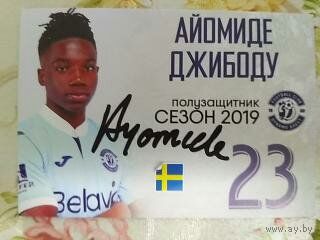 АЙОМИДЕ
ДЖИБОДУ
полузащитник
СЕЗОН 2019
Ayomide
23
Belavia
www.ay.by